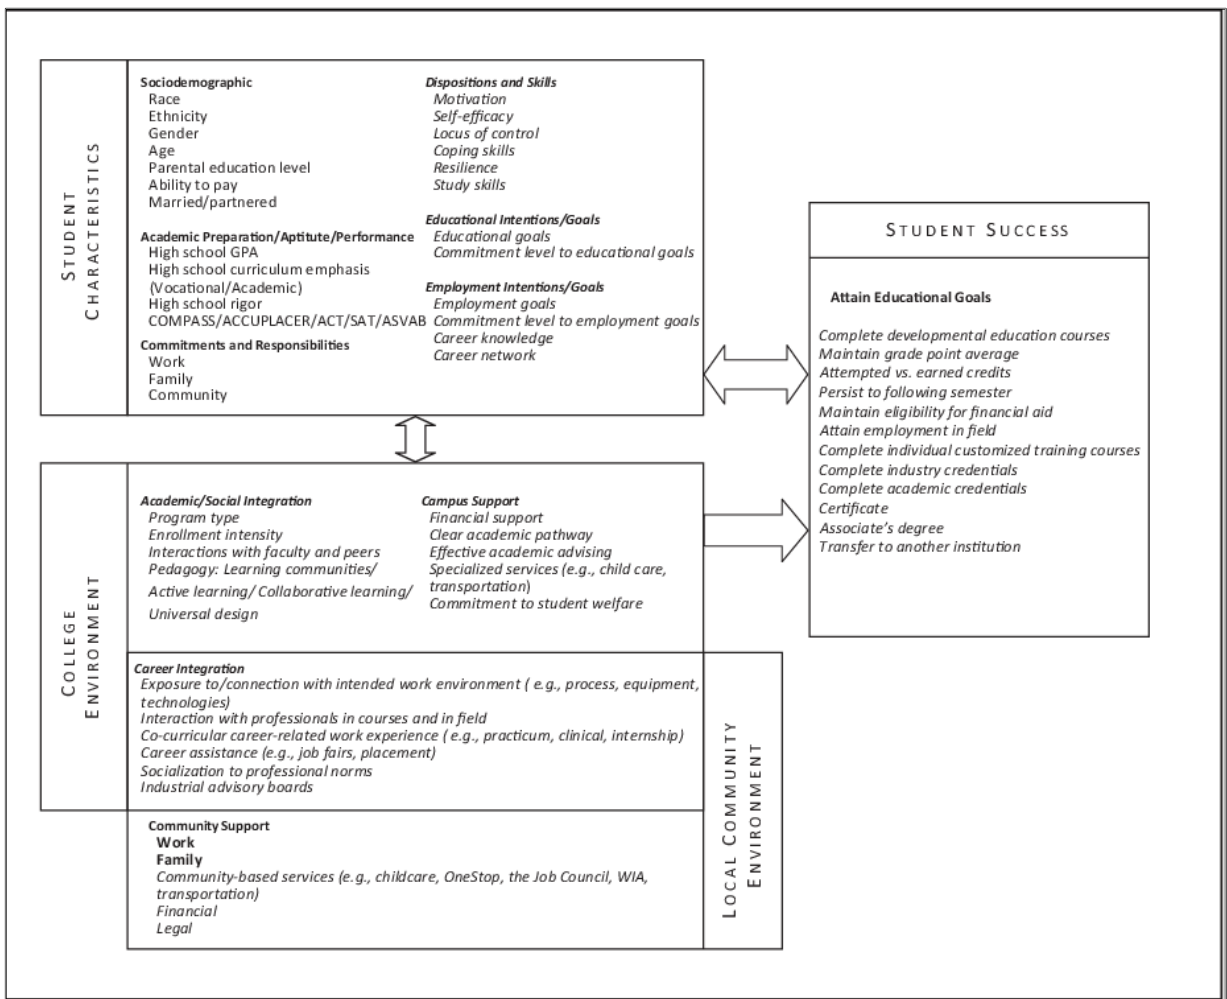 STUDENT
CHARACTERISTICS
Sociodemographic
Race
Ethnicity
Gender
Age
Parental education level
Ability to pay
Married/partnered
Academic Preparation/Aptitute/Performance
High school GPA
High school curriculum emphasis
(Vocational/Academic)
High school rigor
COMPASS/ACCUPLACER/ACT/SAT/ASVAB
Commitments and Responsibilities
Work
Family
Community
Dispositions and Skills
Motivation
Self-efficacy
Locus of control
Coping skills
Resilience
Study skills
Educational Intentions/Goals
Educational goals
Commitment level to educational goals
Employment Intentions/Goals
Employment goals
Commitment level to employment goals
Career knowledge
Career network
COLLEGE
ENVIRONMENT
Academic/Social Integration
Program type
Enrollment intensity
Interactions with faculty and peers
Pedagogy: Learning communities/
Active learning/ Collaborative learning/
Universal design
Campus Support
Financial support
Clear academic pathway
Effective academic advising
Specialized services (e.g., child care,
transportation)
Commitment to student welfare
Career Integration
Exposure to/connection with intended work environment ( e.g., process, equipment,
technologies)
Interaction with professionals in courses and in field
Co-curricular career-related work experience ( e.g., practicum, clinical, internship)
Career assistance (e.g., job fairs, placement)
Socialization to professional norms
Industrial advisory boards
Community Support
Work
Family
Community-based services (e.g., childcare, OneStop, the Job Council, WIA,
transportation)
Financial
Legal
LOCAL COMMUNITY
ENVIRONMENT
STUDENT SUCCESS
Attain Educational Goals
Complete developmental education courses
Maintain grade point average
Attempted vs. earned credits
Persist to following semester
Maintain eligibility for financial aid
Attain employment in field
Complete individual customized training courses
Complete industry credentials
Complete academic credentials
Certificate
Associate's degree
Transfer to another institution